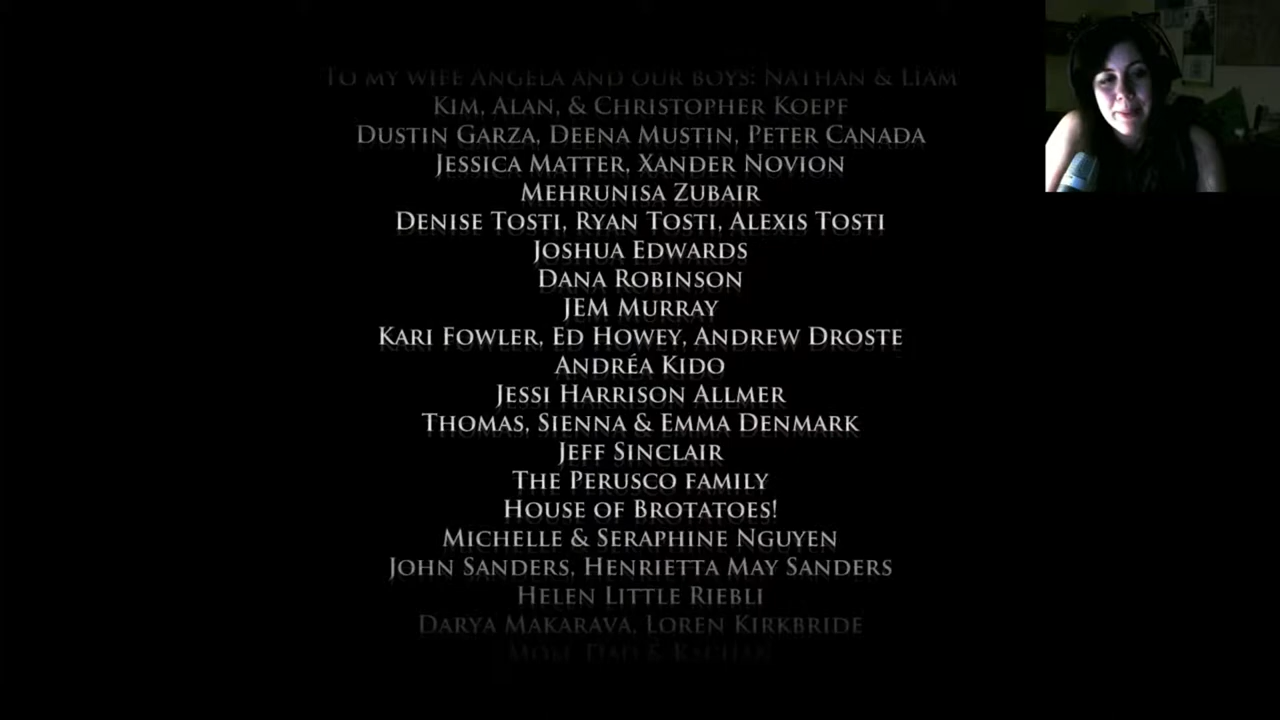 To my wife Angela and our boys: Nathan & Liam
Kim, Alan, & Christopher Koepf
Dustin Garza, Deena Mustin, Peter Canada
Jessica Matter, Xander Novion
Mehrunisa Zubair
Denise Tosti, Ryan Tosti, Alexis Tosti
Joshua Edwards
Dana Robinson
JEM Murray
Kari Fowler, Ed Howey, Andrew Droste
Andréa Kido
Jessi Harrison Allmer
Thomas, Sienna & Emma Denmark
Jeff Sinclair
The Perusco family
House of Brotatoes!
Michelle & Seraphine Nguyen
John Sanders, Henrietta May Sanders
Helen Little Riebli
Darya Makarava, Loren Kirkbride